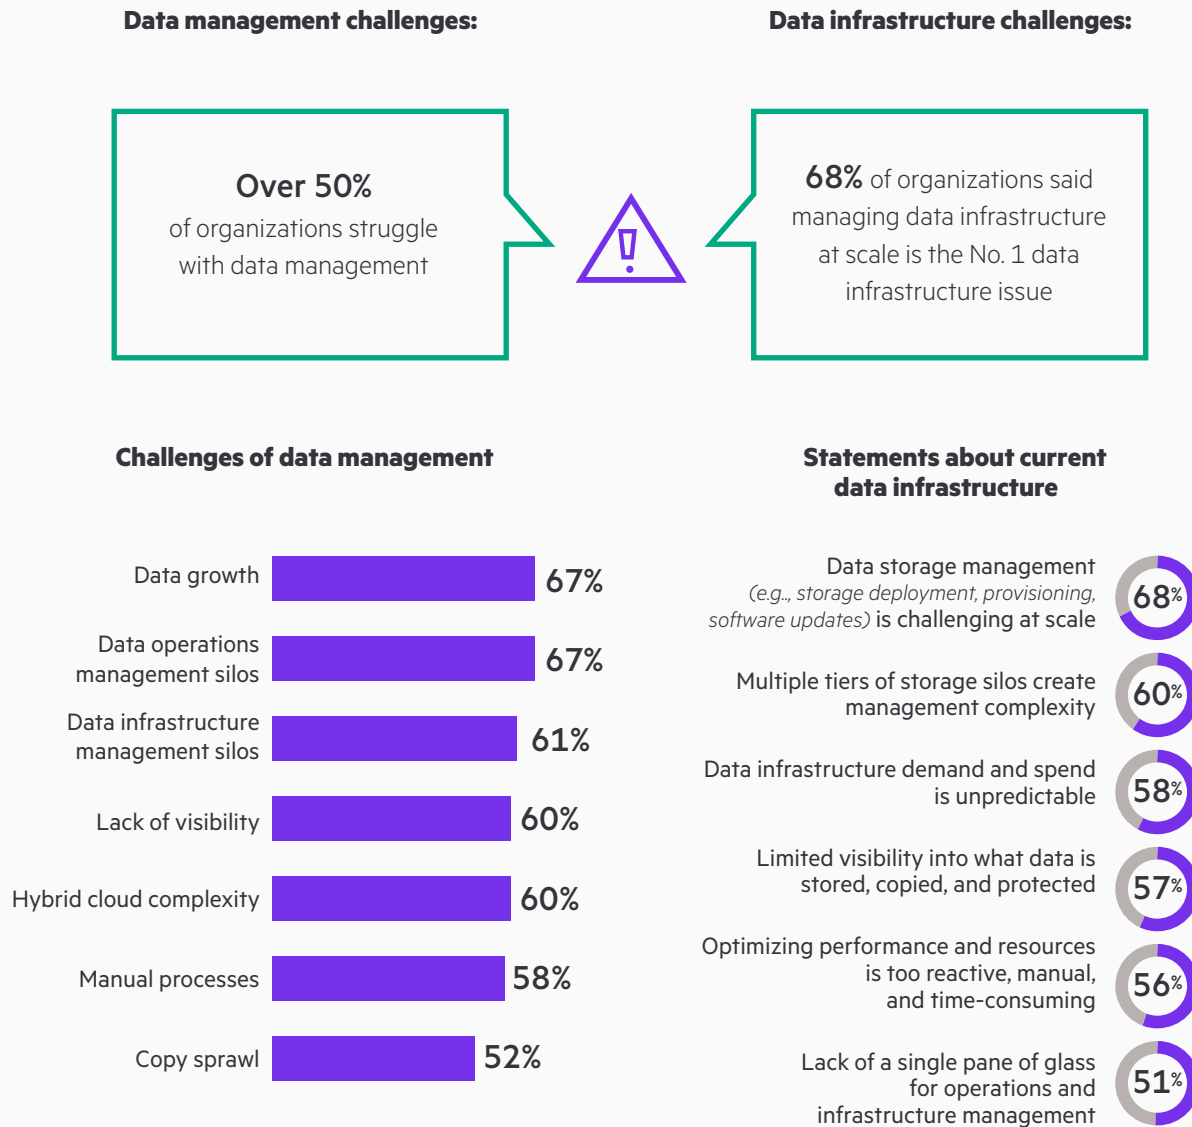 Data management challenges:
Over 50%
of organizations struggle
with data management
Data infrastructure challenges:
68% of organizations said
managing data infrastructure
at scale is the No. 1 data
infrastructure issue
!
Challenges of data management
Data growth
67%
Data operations
management silos
67%
Data infrastructure
management silos
61%
Lack of visibility
60%
Hybrid cloud complexity
60%
Manual processes
58%
Copy sprawl
52%
Statements about current
data infrastructure
Data storage management
(e.g.., storage deployment, provisioning,
software updates) is challenging at scale
68%
Multiple tiers of storage silos create
management complexity
60%
Data infrastructure demand and spend
is unpredictable
58%
Limited visibility into what data is
stored, copied, and protected
57%
Optimizing performance and resources
is too reactive, manual,
and time-consuming
56%
Lack of a single pane of glass
for operations and
infrastructure management
51%